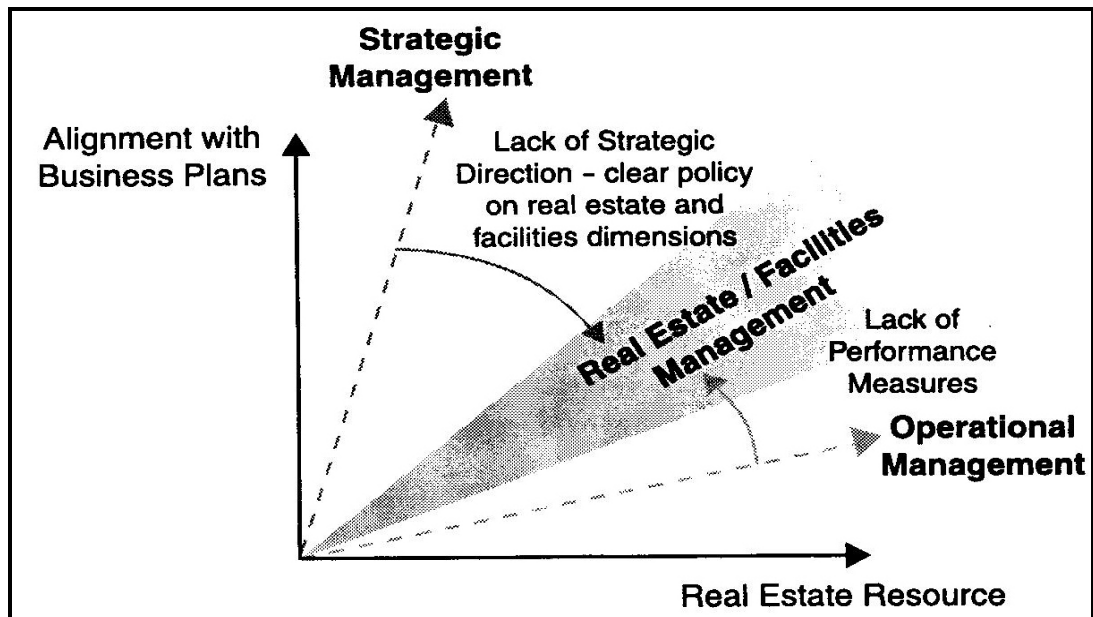 Strategic
Management
Alignment with
Business Plans
Lack of Strategic
Direction – clear policy
on real estate and
facilities dimensions
Real Estate / Facilities
Management
Lack of
Performance
Measures
Operational
Management
Real Estate Resource